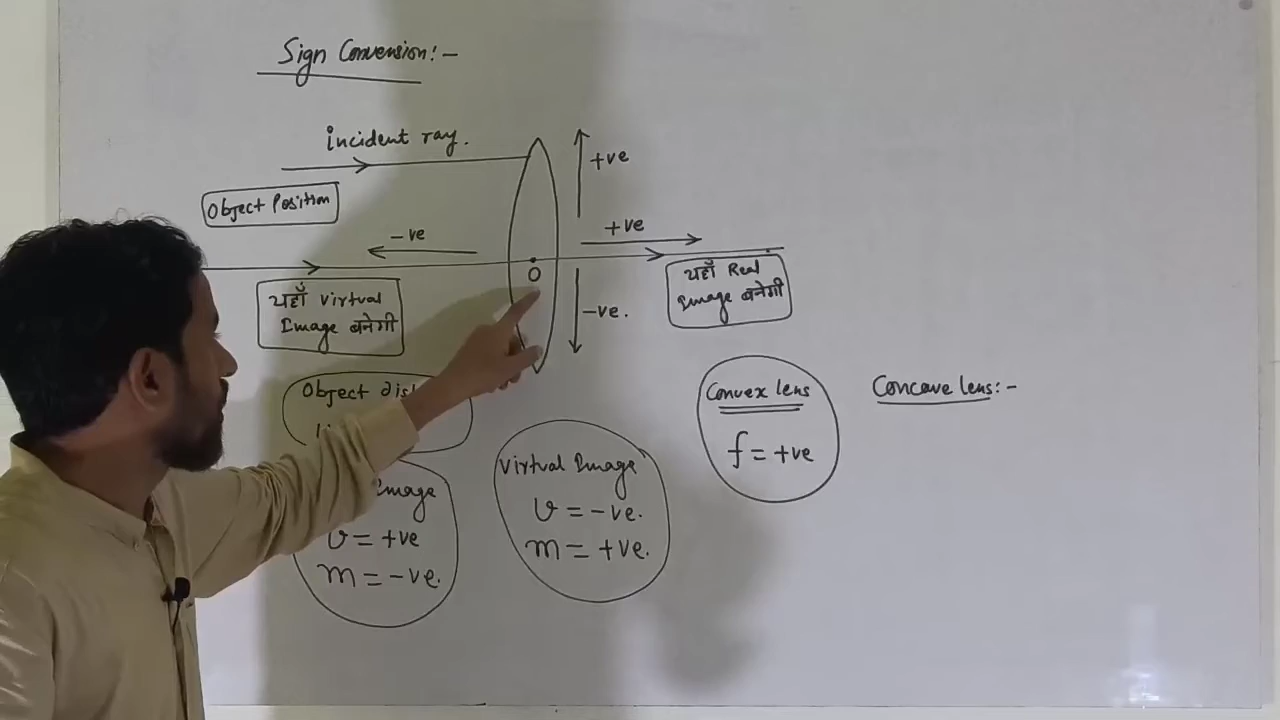 Sign Convension:-
incident ray.
+ve
Object Position
-ve
+ve
O
यहाँ Virtual
Image बनेगी
यहाँ Real
Image बनेगी
-ve.
Object
Convex lens
f = +ve
Concave lens:-
Image
v = +ve
m = -ve.
Virtual Image
v = -ve.
m = +ve.